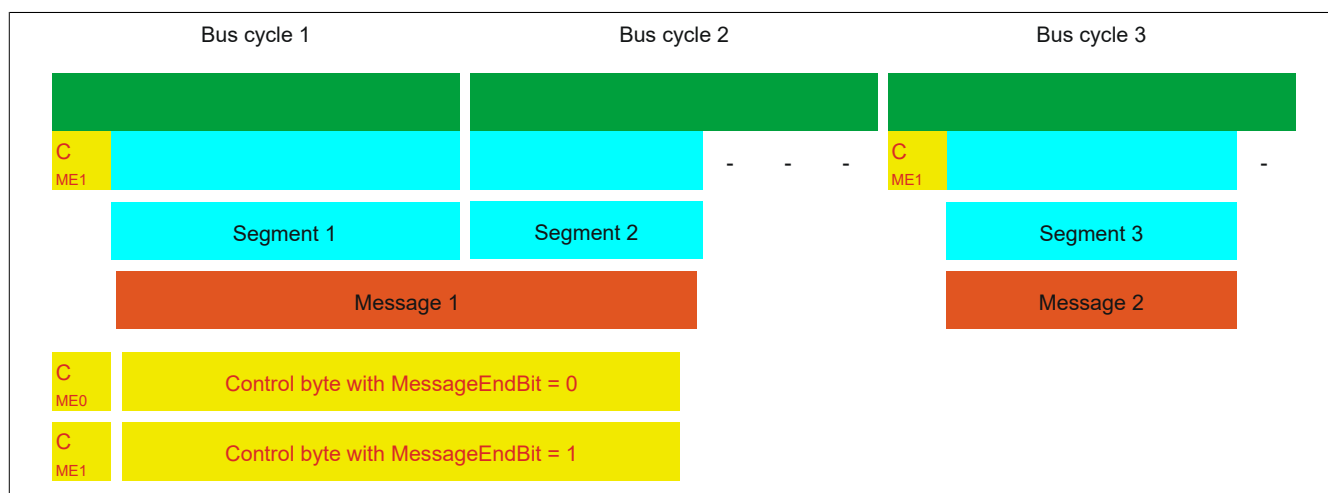 Bus cycle 1 Bus cycle 2 Bus cycle 3
C - - - C -
ME1 ME1
Segment 1 Segment 2 Segment 3
Message 1 Message 2
C
ME0 Control byte with MessageEndBit = 0
C
ME1 Control byte with MessageEndBit = 1